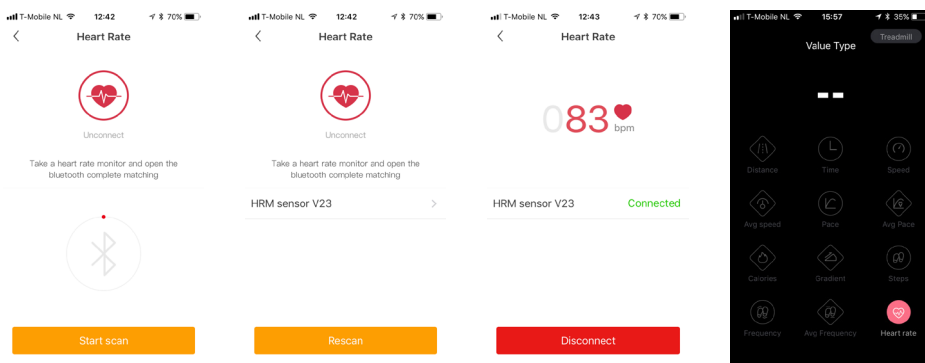 T-Mobile NL 12:42 70%
Heart Rate
Unconnect
Take a heart rate monitor and open the
bluetooth complete matching
Start scan
T-Mobile NL 12:42 70%
Heart Rate
Unconnect
Take a heart rate monitor and open the
bluetooth complete matching
HRM sensor V23
Rescan
T-Mobile NL 12:43 70%
Heart Rate
083 bpm
HRM sensor V23 Connected
Disconnect
T-Mobile NL 15:57 35%
Treadmill
Value Type
--
Distance Time Speed
Avg speed Pace Avg Pace
Calories Gradient Steps
Frequency Avg Frequency Heart rate